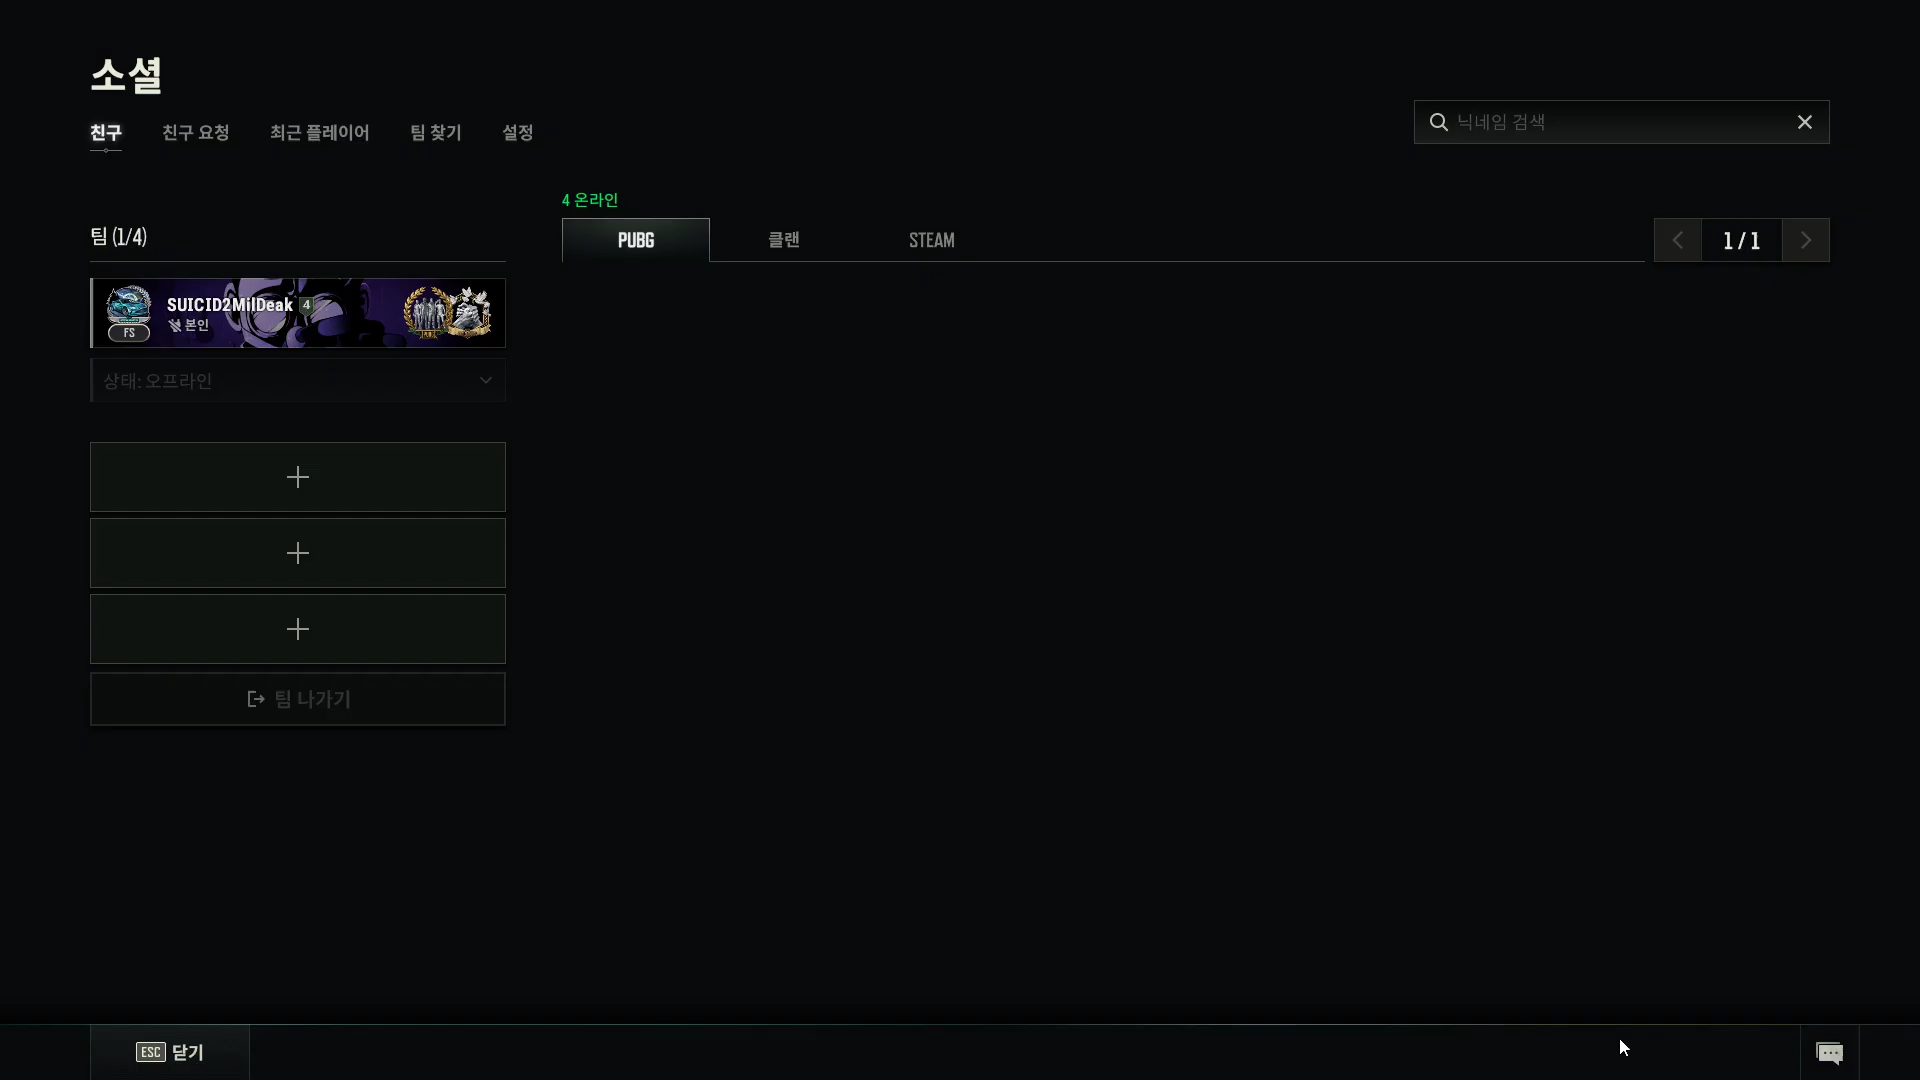 소셜
친구 친구 요청 최근 플레이어 팀 찾기 설정
닉네임 검색
4 온라인
팀 (1/4)
PUBG 클랜 STEAM
1 / 1
SUICID2MilDeak 4
본인
FS
상태: 오프라인
팀 나가기
ESC 닫기